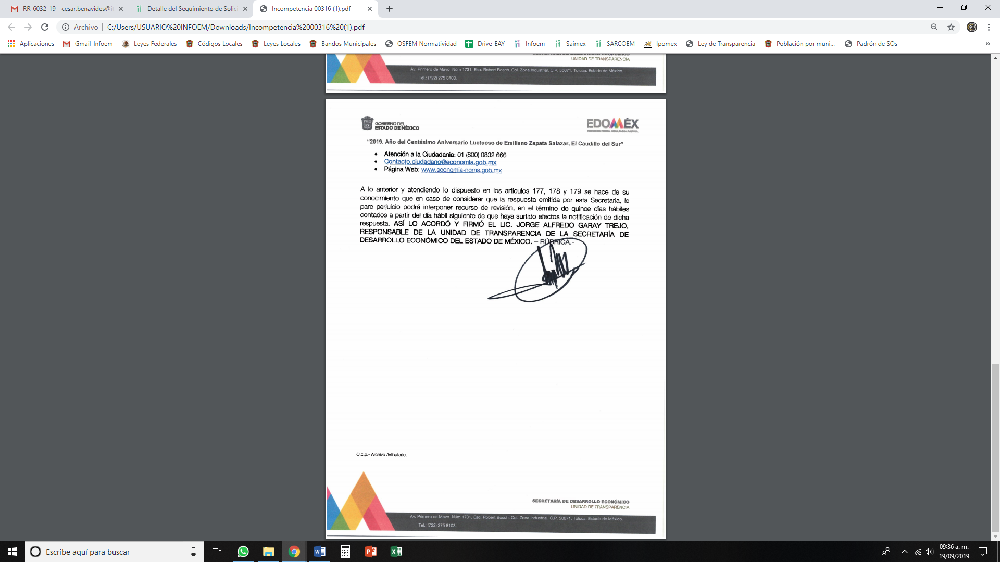 RR-6032-19 - cesar.benavides@i
Detalle del Seguimiento de Solici
Incompetencia 00316 (1).pdf
Archivo
C:/Users/USUARIO%20INFOEM/Downloads/Incompetencia%2000316%20(1).pdf
Aplicaciones
Gmail-Infoem
Leyes Federales
Códigos Locales
Leyes Locales
Bandos Municipales
OSFEM Normatividad
Drive-EAY
Infoem
Saimex
SARCOEM
Ipomex
Ley de Transparencia
Población por muni...
Padrón de SOs
»
SECRETARÍA DE DESARROLLO ECONÓMICO
UNIDAD DE TRANSPARENCIA
Av. Primero de Mayo Núm 1731, Esq. Robert Bosch, Col. Zona Industrial, C.P. 50071, Toluca, Estado de México.
Tel.: (722) 275 8103.
GOBIERNO DEL
ESTADO DE MÉXICO
EDOMÉX
“2019. Año del Centésimo Aniversario Luctuoso de Emiliano Zapata Salazar, El Caudillo del Sur”
• Atención a la Ciudadanía: 01 (800) 0832 666
• Contacto.ciudadano@economía.gob.mx
• Página Web: www.economia-noms.gob.mx
A lo anterior y atendiendo lo dispuesto en los artículos 177, 178 y 179 se hace de su
conocimiento que en caso de considerar que la respuesta emitida por esta Secretaría, le
pare perjuicio podrá interponer recurso de revisión, en el término de quince días hábiles
contados a partir del día hábil siguiente de que haya surtido efectos la notificación de dicha
respuesta. ASÍ LO ACORDÓ Y FIRMÓ EL LIC. JORGE ALFREDO GARAY TREJO,
RESPONSABLE DE LA UNIDAD DE TRANSPARENCIA DE LA SECRETARÍA DE
DESARROLLO ECONÓMICO DEL ESTADO DE MÉXICO. – RÚBRICA.-
C.c.p.- Archivo /Minutario.
SECRETARÍA DE DESARROLLO ECONÓMICO
UNIDAD DE TRANSPARENCIA
Av. Primero de Mayo Núm 1731, Esq. Robert Bosch, Col. Zona Industrial, C.P. 50071, Toluca, Estado de México.
Tel.: (722) 275 8103.
Escribe aquí para buscar
09:36 a. m.
19/09/2019